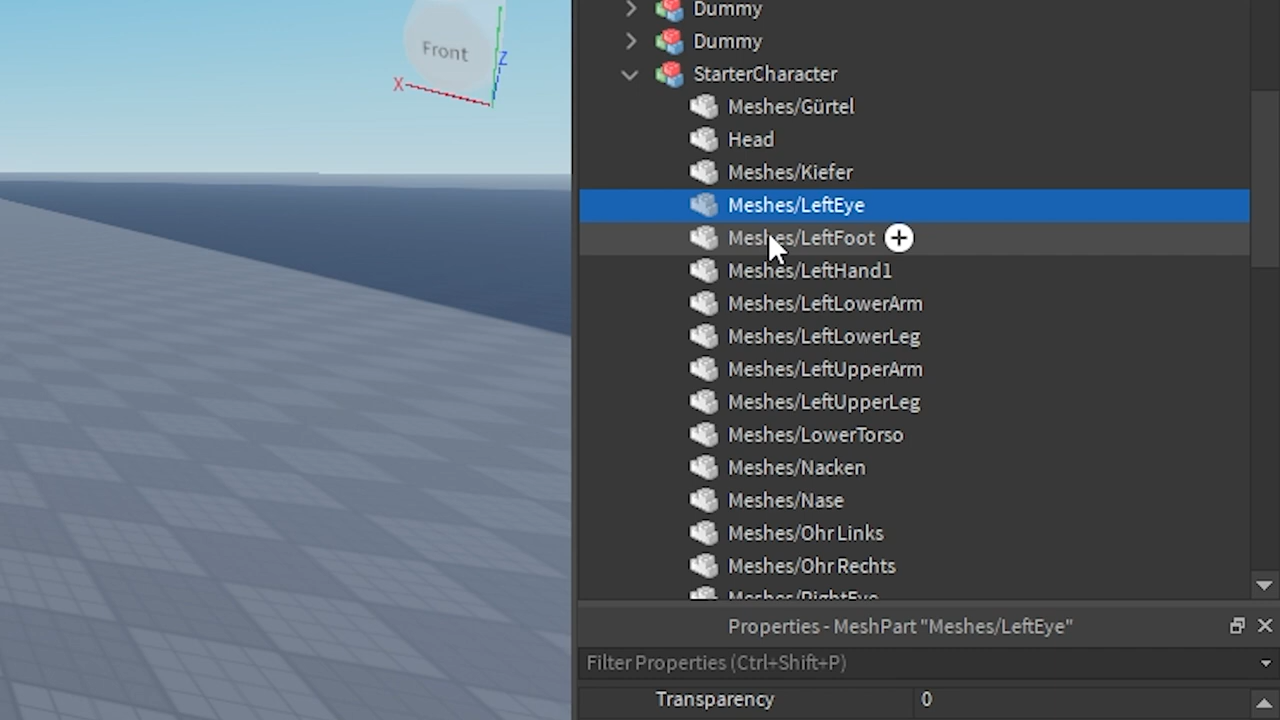 Dummy
Dummy
StarterCharacter
Meshes/Gürtel
Head
Meshes/Kiefer
Meshes/LeftEye
Meshes/LeftFoot
Meshes/LeftHand1
Meshes/LeftLowerArm
Meshes/LeftLowerLeg
Meshes/LeftUpperArm
Meshes/LeftUpperLeg
Meshes/LowerTorso
Meshes/Nacken
Meshes/Nase
Meshes/Ohr Links
Meshes/Ohr Rechts
Meshes/RightEye
Properties - MeshPart "Meshes/LeftEye"
Filter Properties (Ctrl+Shift+P)
Transparency 0
Front
X
Z